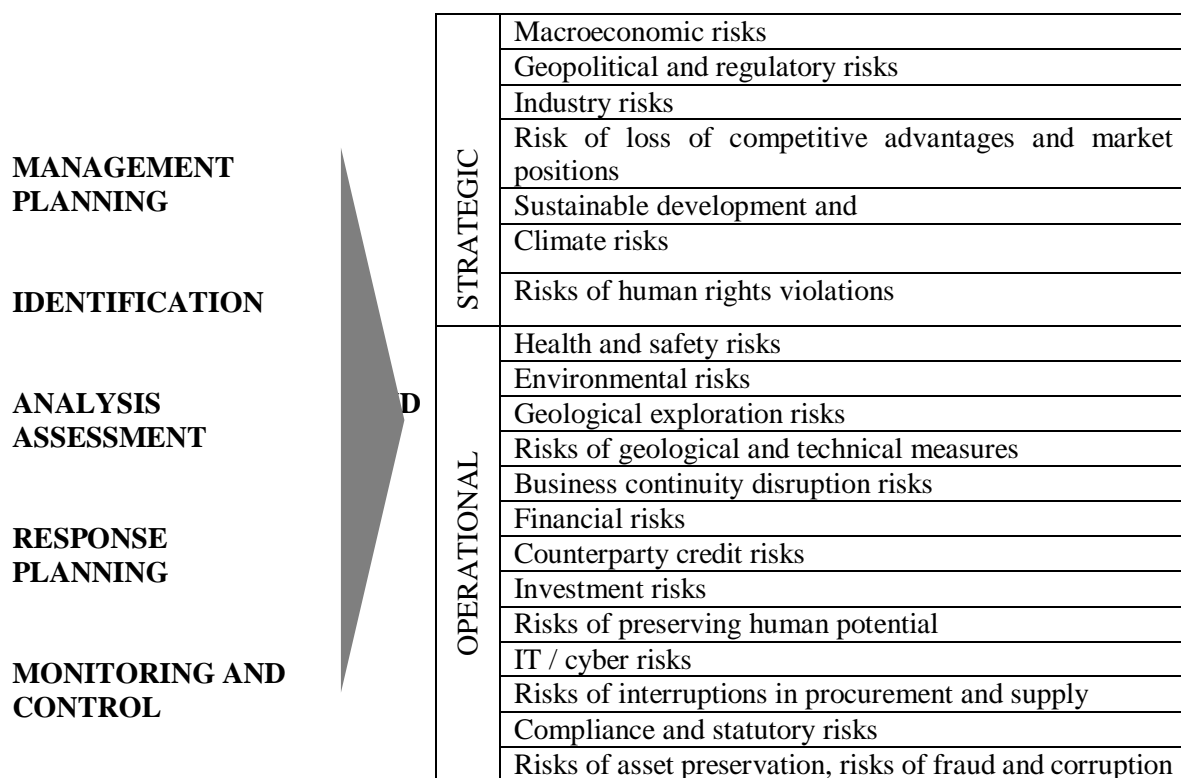 MANAGEMENT
PLANNING
IDENTIFICATION
ANALYSIS
ASSESSMENT
RESPONSE
PLANNING
MONITORING AND
CONTROL
STRATEGIC
Macroeconomic risks
Geopolitical and regulatory risks
Industry risks
Risk of loss of competitive advantages and market
positions
Sustainable development and
Climate risks
Risks of human rights violations
OPERATIONAL
Health and safety risks
Environmental risks
Geological exploration risks
Risks of geological and technical measures
Business continuity disruption risks
Financial risks
Counterparty credit risks
Investment risks
Risks of preserving human potential
IT / cyber risks
Risks of interruptions in procurement and supply
Compliance and statutory risks
Risks of asset preservation, risks of fraud and corruption